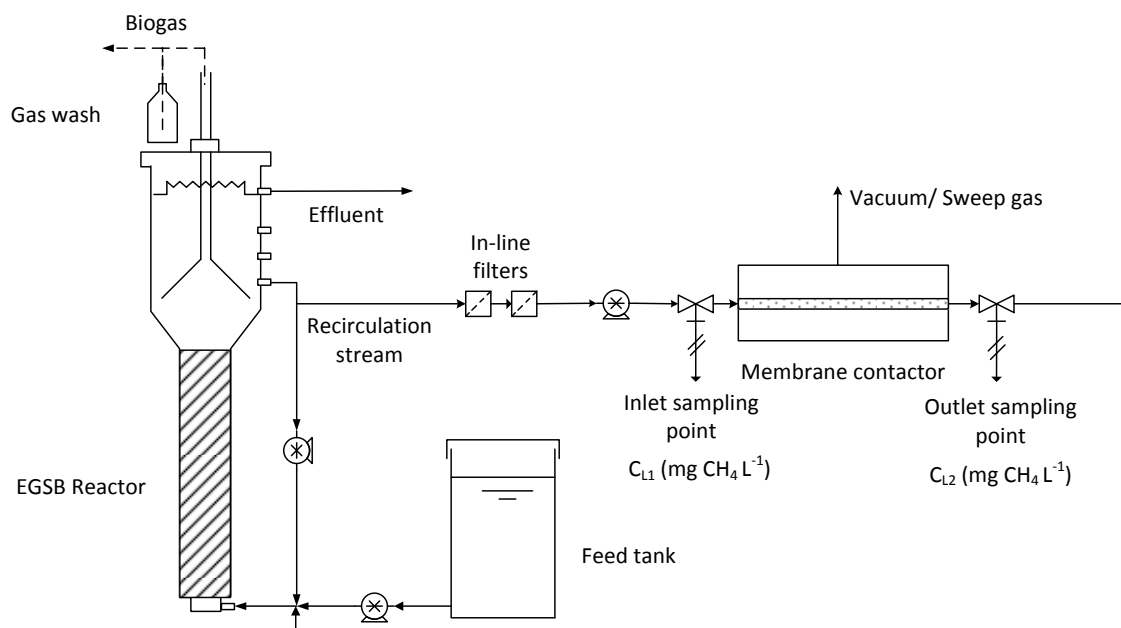 Biogas
Gas wash
Effluent
In-line
filters
Vacuum/ Sweep gas
Recirculation
stream
Membrane contactor
Inlet sampling
point
C_L1 (mg CH_4 L^-1)
Outlet sampling
point
C_L2 (mg CH_4 L^-1)
EGSB Reactor
Feed tank